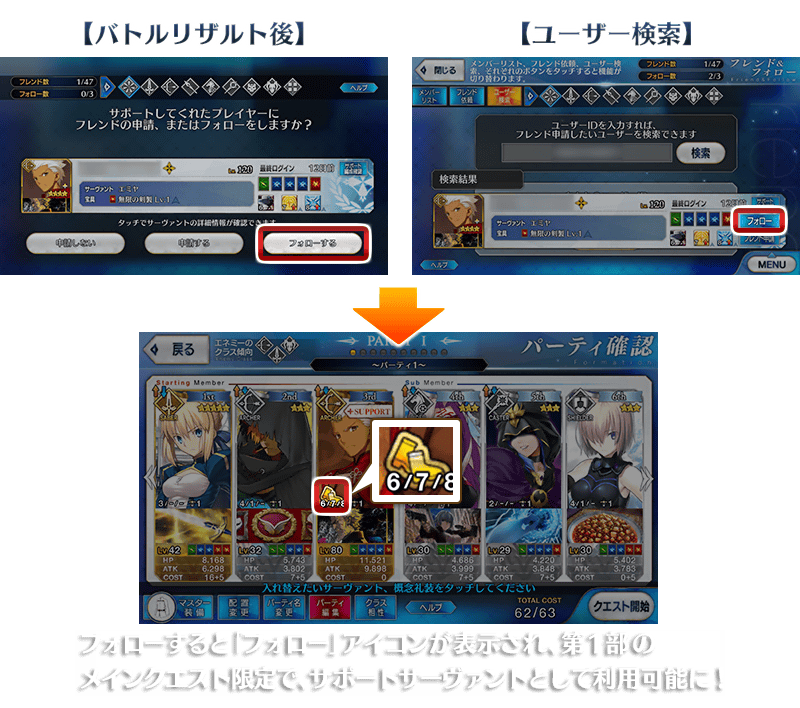 【バトルリザルト後】
【ユーザー検索】
フレンド数 1/47
フォロー数 0/3
ヘルプ
サポートしてくれたプレイヤーに
フレンドの申請、またはフォローをしますか？
Lv.120 最終ログイン
サポート
編成確認
サーヴァント エミヤ
宝具 無限の剣製 Lv.1
タッチでサーヴァントの詳細情報が確認できます
申請しない
申請する
フォローする
閉じる
メンバーリスト、フレンド依頼、ユーザー検
索、それぞれのボタンをタッチすると機能が
切り替わります。
フレンド数 1/47
フォロー数 2/3
フレンド&
フォロー
メンバー
リスト
フレンド
依頼
ユーザー
検索
ユーザーIDを入力すれば、
フレンド申請したいユーザーを検索できます
検索
検索結果
Lv.120 最終ログイン
サーヴァント エミヤ
宝具 無限の剣製 Lv.1
フォロー
ヘルプ
MENU
戻る
エネミーの
クラス傾向
PARTY 1
～パーティ1～
パーティ確認
Formation
Starting Member
Sub Member
1st
2nd
3rd
4th
5th
6th
SABER
ARCHER
ARCHER
CASTER
SHIELDER
SUPPORT
6/7/8
6/7/8
Lv.42
HP 8,168
ATK 6,298
COST 16+5
Lv.32
HP 5,743
ATK 3,802
COST 7+5
Lv.80
HP 11,521
ATK 9,898
COST 0
Lv.30
HP 4,686
ATK 3,999
COST 7+5
Lv.29
HP 4,220
ATK 3,848
COST 7+5
Lv.30
HP 5,402
ATK 3,783
COST 0+5
入れ替えたいサーヴァント、概念礼装をタッチしてください
マスター
装備
配置
変更
パーティ名
変更
パーティ
編集
クラス
相性
ヘルプ
TOTAL COST
62/63
クエスト開始
フォローすると「フォロー」アイコンが表示され、第1部の
メインクエスト限定で、サポートサーヴァントとして利用可能に！